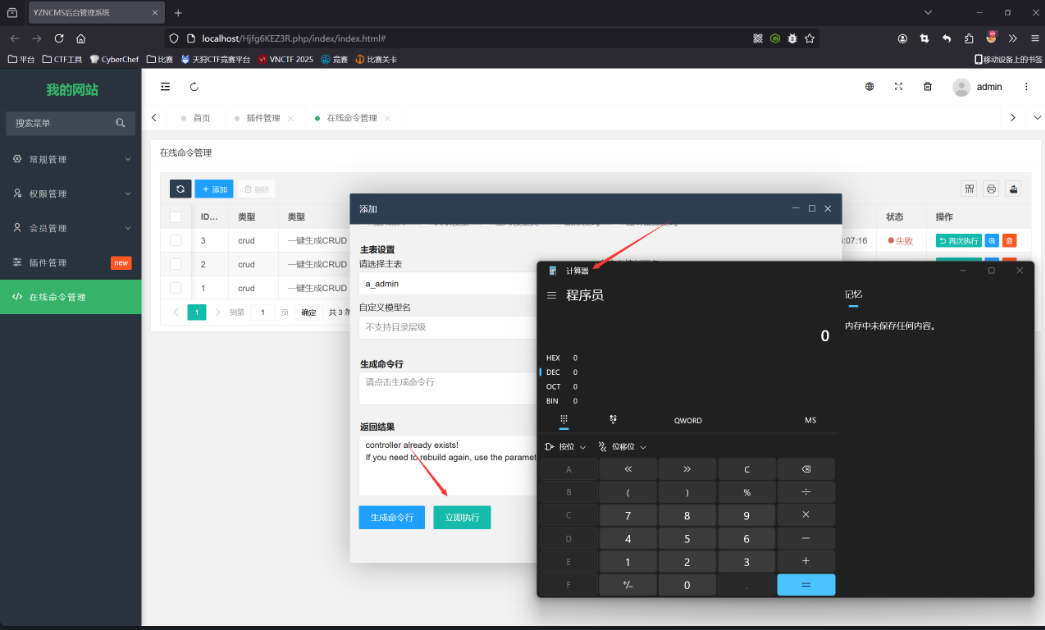 YZNCMS后台管理系统
localhost/Hjfg6KEZ3R.php/index/index.html#
平台 CTF工具 CyberChef 比赛 天狩CTF竞赛平台 VNCTF 2025 竞赛 比赛关卡 移动设备上的书签
我的网站
admin
搜索菜单
首页 插件管理 在线命令管理
常规管理
权限管理
会员管理
插件管理 new
在线命令管理
在线命令管理
添加 删除
ID... 类型 类型 状态 操作
3 crud 一键生成CRUD :07:16 失败 再次执行
2 crud 一键生成CRUD
1 crud 一键生成CRUD
1 到第 1 页 确定 共 3 条
添加
主表设置
请选择主表
a_admin
自定义模型名
不支持目录层级
生成命令行
请点击生成命令行
返回结果
controller already exists!
If you need to rebuild again, use the paramet
生成命令行 立即执行
计算器
程序员
0
记忆
内存中未保存任何内容。
HEX 0
DEC 0
OCT 0
BIN 0
QWORD MS
按位 位移位
A « » C
B ( ) % ÷
C 7 8 9 ×
D 4 5 6 −
E 1 2 3 +
F +/- 0 . =